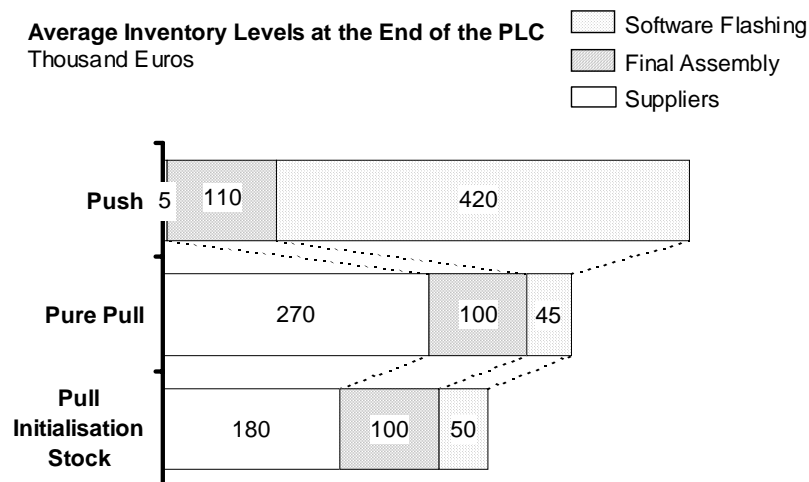 Average Inventory Levels at the End of the PLC
Thousand Euros
Software Flashing
Final Assembly
Suppliers
Push
5 110 420
Pure Pull
270 100 45
Pull
Initialisation
Stock
180 100 50